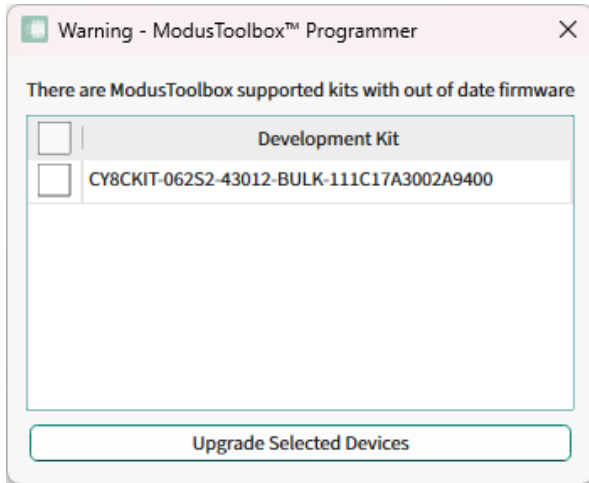 Warning - ModusToolbox™ Programmer
There are ModusToolbox supported kits with out of date firmware
Development Kit
CY8CKIT-062S2-43012-BULK-111C17A3002A9400
Upgrade Selected Devices